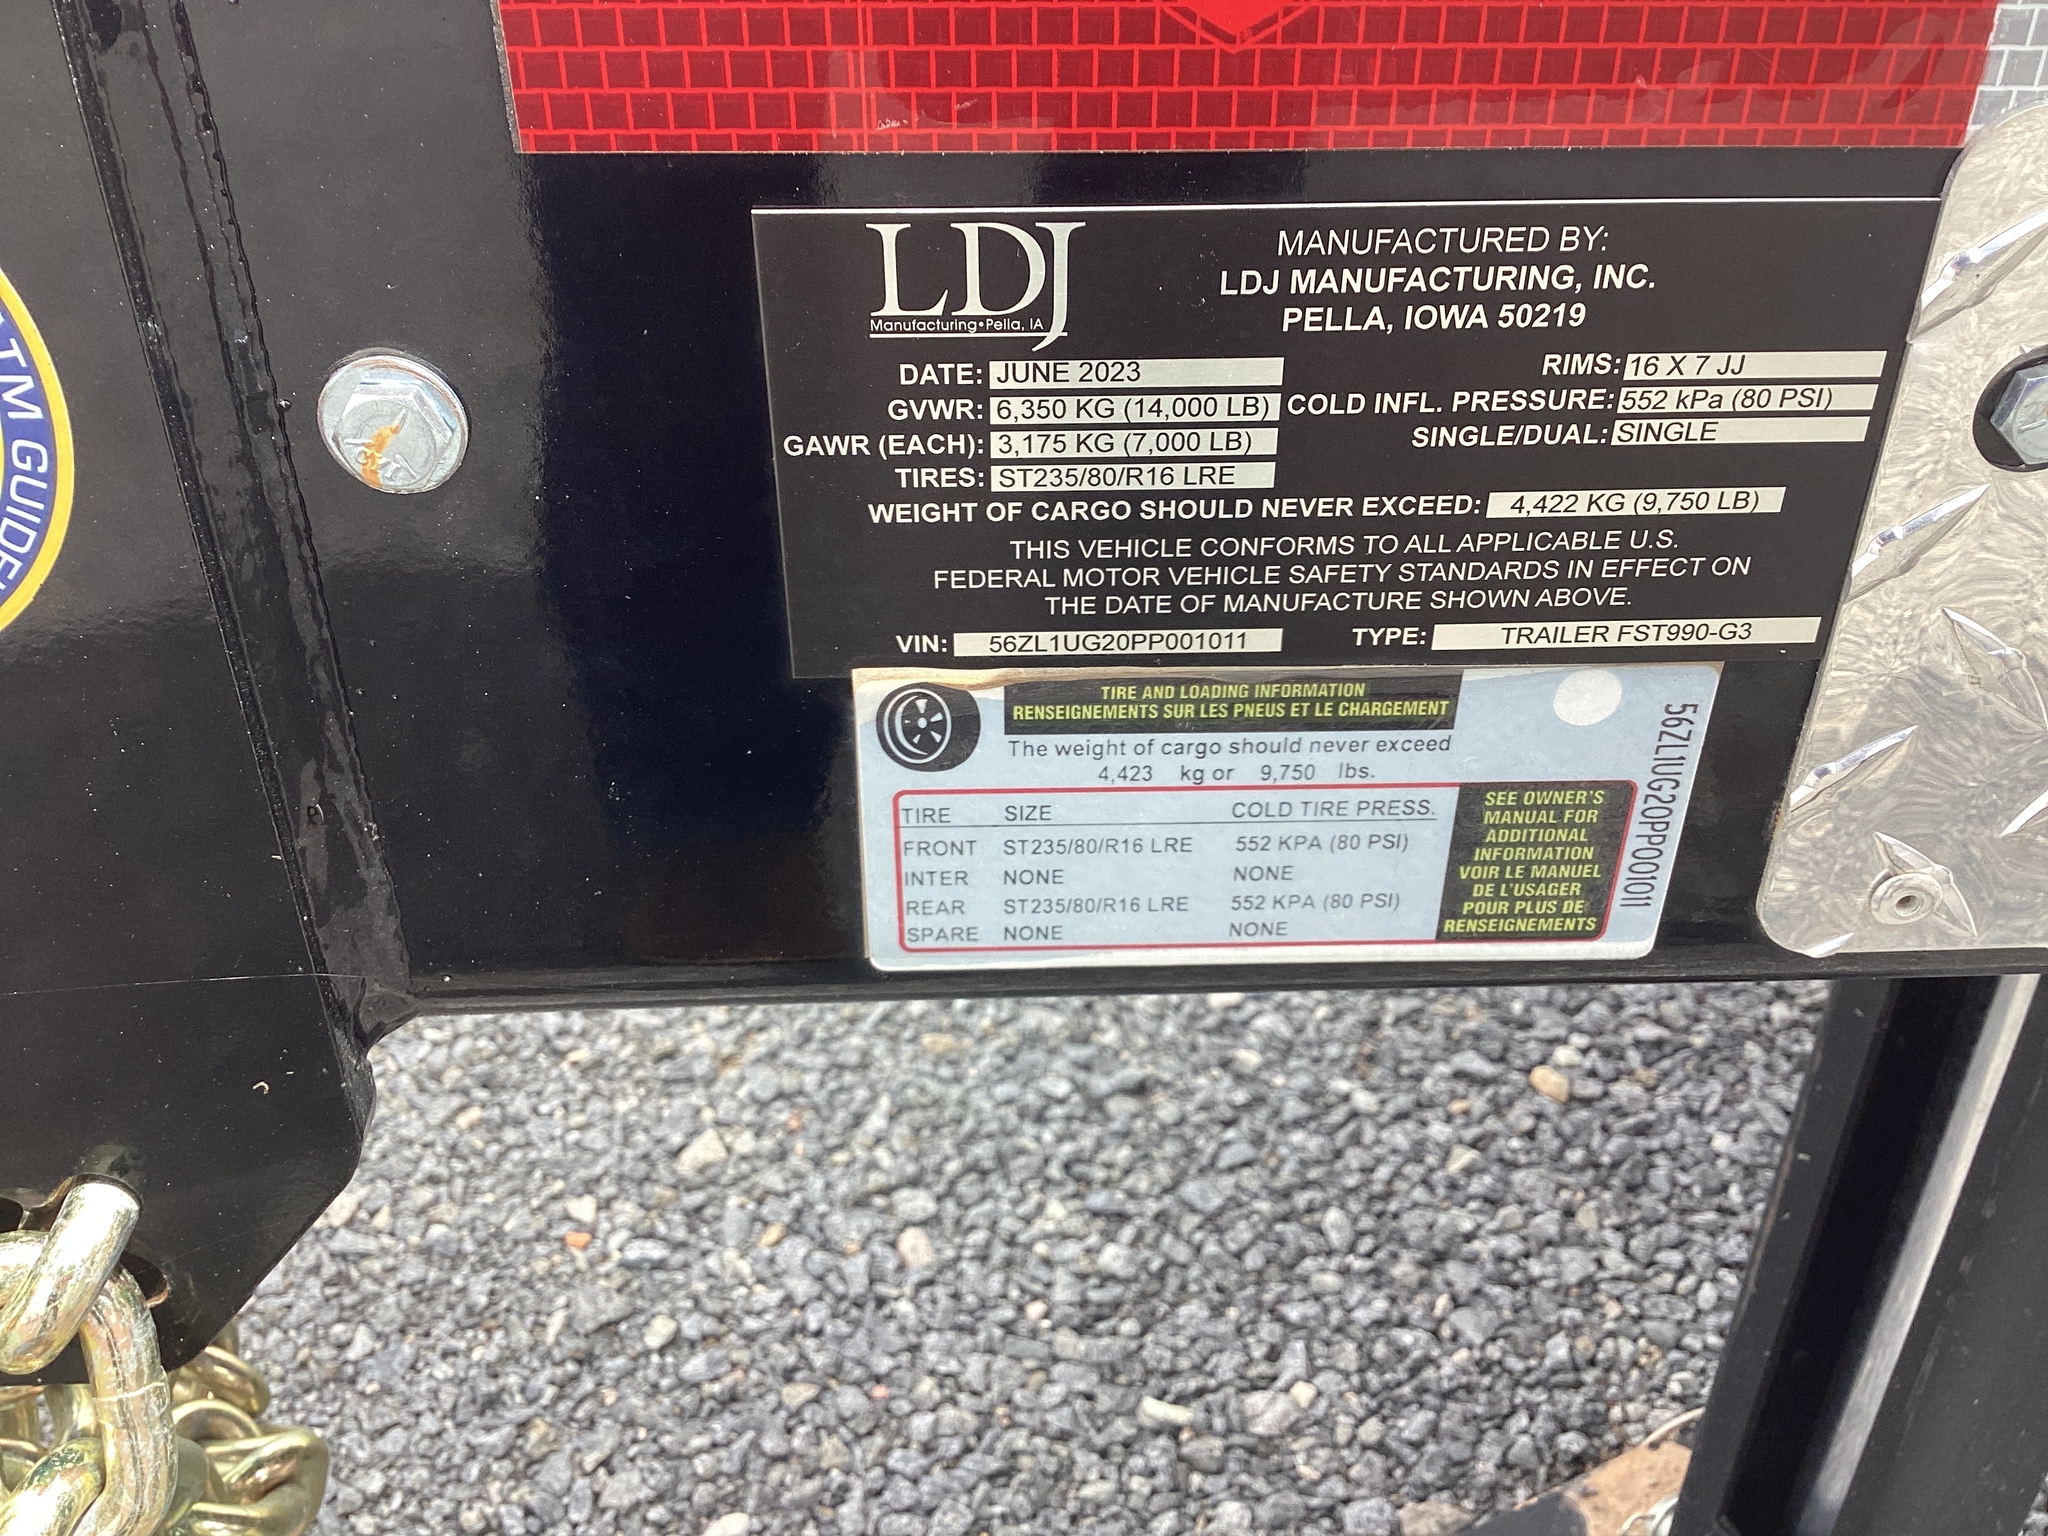 TM GUIDE
LDJ
Manufacturing•Pella, IA
MANUFACTURED BY:
LDJ MANUFACTURING, INC.
PELLA, IOWA 50219
DATE: JUNE 2023
RIMS: 16 X 7 JJ
GVWR: 6,350 KG (14,000 LB)
COLD INFL. PRESSURE: 552 kPa (80 PSI)
GAWR (EACH): 3,175 KG (7,000 LB)
SINGLE/DUAL: SINGLE
TIRES: ST235/80/R16 LRE
WEIGHT OF CARGO SHOULD NEVER EXCEED: 4,422 KG (9,750 LB)
THIS VEHICLE CONFORMS TO ALL APPLICABLE U.S.
FEDERAL MOTOR VEHICLE SAFETY STANDARDS IN EFFECT ON
THE DATE OF MANUFACTURE SHOWN ABOVE.
VIN: 56ZL1UG20PP001011
TYPE: TRAILER FST990-G3
TIRE AND LOADING INFORMATION
RENSEIGNEMENTS SUR LES PNEUS ET LE CHARGEMENT
The weight of cargo should never exceed
4,423 kg or 9,750 lbs.
TIRE SIZE COLD TIRE PRESS.
FRONT ST235/80/R16 LRE 552 KPA (80 PSI)
INTER NONE NONE
REAR ST235/80/R16 LRE 552 KPA (80 PSI)
SPARE NONE NONE
SEE OWNER'S
MANUAL FOR
ADDITIONAL
INFORMATION
VOIR LE MANUEL
DE L'USAGER
POUR PLUS DE
RENSEIGNEMENTS
56ZL1UG20PP001011